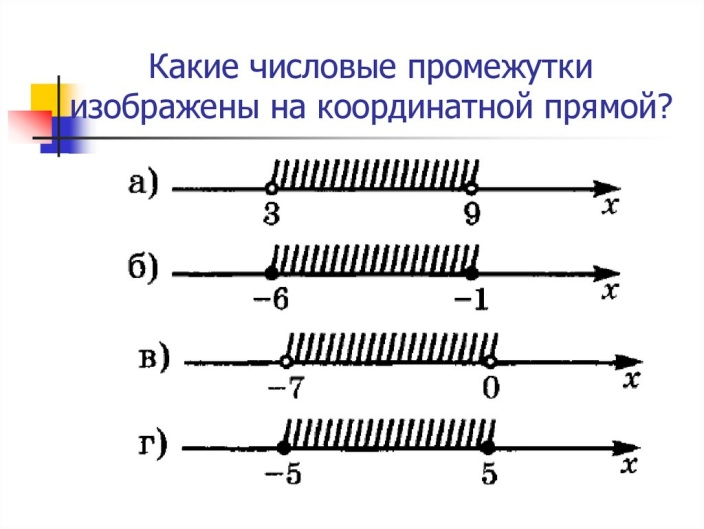 Какие числовые промежутки
изображены на координатной прямой?
а)
3 9 x
б)
−6 −1 x
в)
−7 0 x
г)
−5 5 x